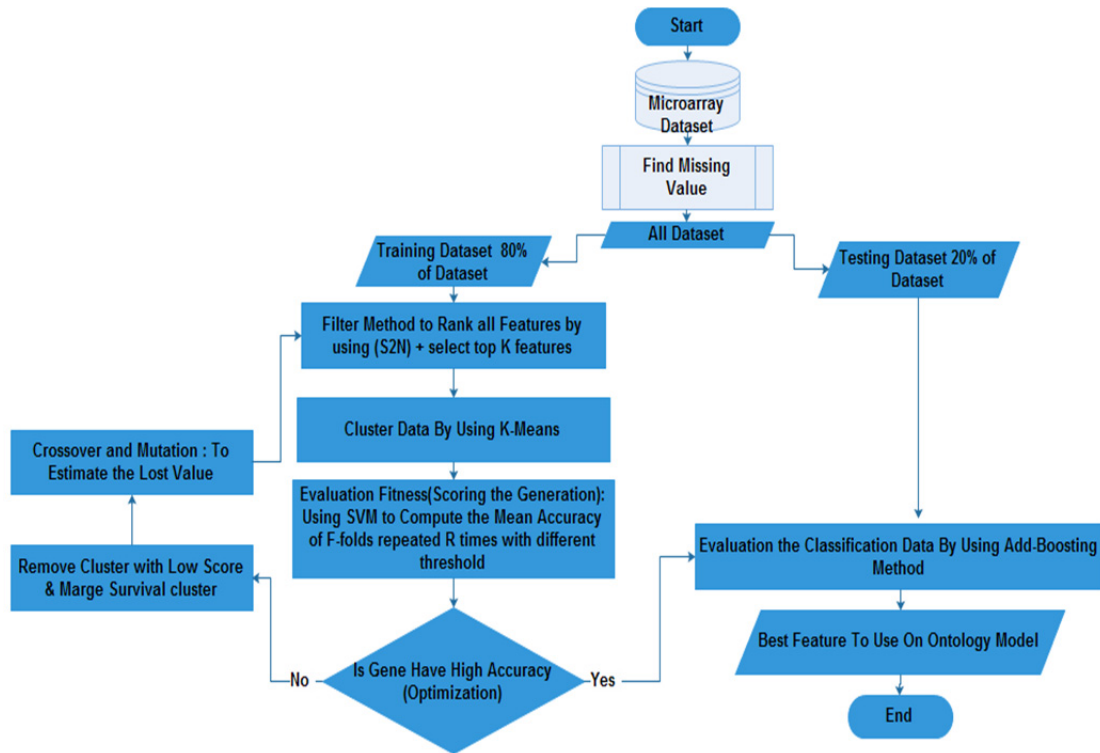 Start
Microarray
Dataset
Find Missing
Value
All Dataset
Training Dataset 80%
of Dataset
Testing Dataset 20% of
Dataset
Filter Method to Rank all Features by
using (S2N) + select top K features
Cluster Data By Using K-Means
Crossover and Mutation : To
Estimate the Lost Value
Evaluation Fitness(Scoring the Generation):
Using SVM to Compute the Mean Accuracy
of F-folds repeated R times with different
threshold
Remove Cluster with Low Score
& Marge Survival cluster
Evaluation the Classification Data By Using Add-Boosting
Method
Is Gene Have High Accuracy
(Optimization)
No
Yes
Best Feature To Use On Ontology Model
End